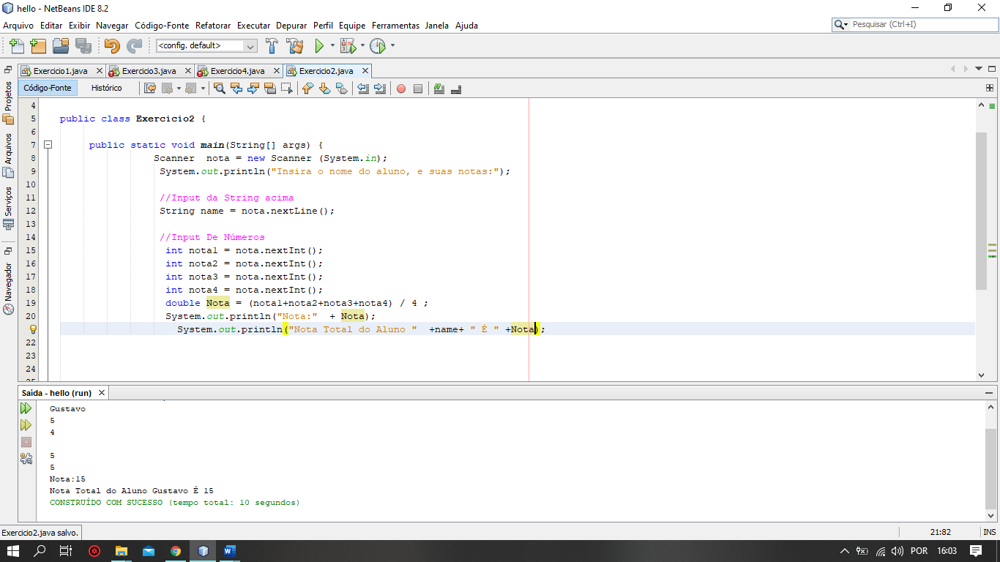 hello - NetBeans IDE 8.2
Arquivo Editar Exibir Navegar Código-Fonte Refatorar Executar Depurar Perfil Equipe Ferramentas Janela Ajuda
Pesquisar (Ctrl+I)
<config. default>
Exercicio1.java
Exercicio3.java
Exercicio4.java
Exercicio2.java
Código-Fonte
Histórico
Projetos
Arquivos
Serviços
Navegador
4
5 public class Exercicio2 {
6
7 public static void main(String[] args) {
8 Scanner  nota = new Scanner (System.in);
9 System.out.println("Insira o nome do aluno, e suas notas:");
10
11 //Input da String acima
12 String name = nota.nextLine();
13
14 //Input De Números
15 int nota1 = nota.nextInt();
16 int nota2 = nota.nextInt();
17 int nota3 = nota.nextInt();
18 int nota4 = nota.nextInt();
19 double Nota = (nota1+nota2+nota3+nota4) / 4 ;
20 System.out.println("Nota:"  + Nota);
System.out.println("Nota Total do Aluno "  +name+ " É " +Nota);
22
23
24
Saída - hello (run)
Gustavo
5
4
5
5
Nota:15
Nota Total do Aluno Gustavo É 15
CONSTRUÍDO COM SUCESSO (tempo total: 10 segundos)
Exercicio2.java salvo.
21:82
INS
POR
16:03